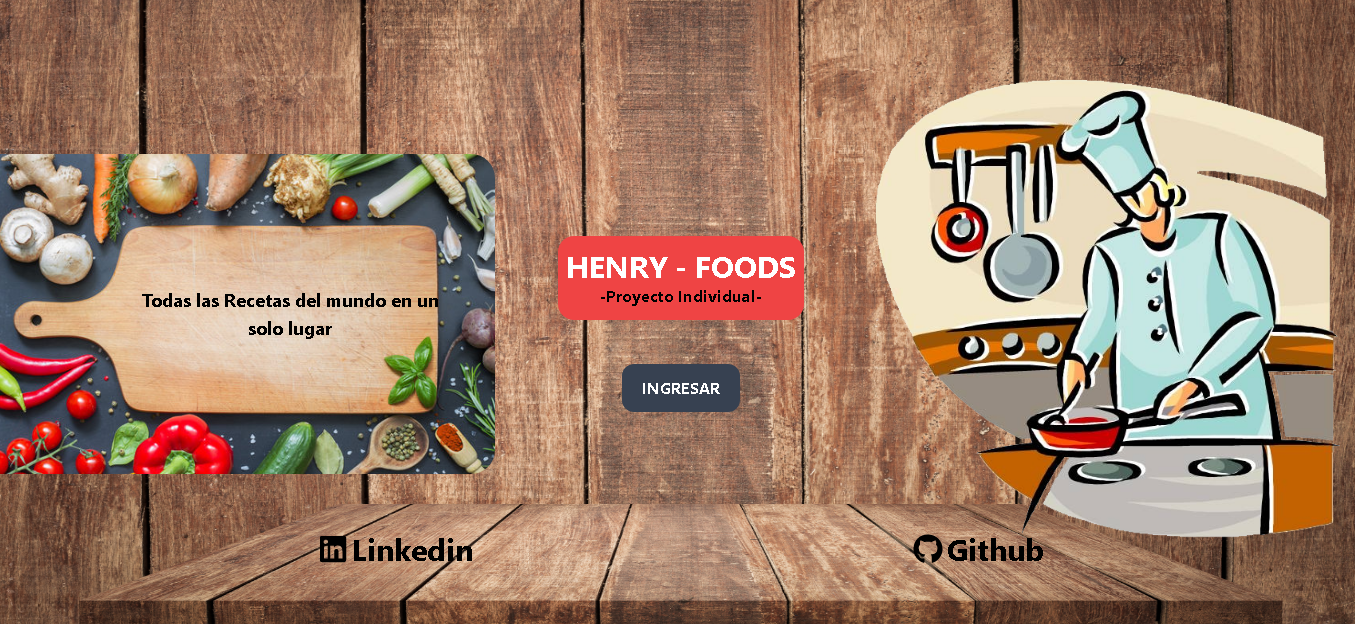 Todas las Recetas del mundo en un
solo lugar
HENRY - FOODS
-Proyecto Individual-
INGRESAR
Linkedin
Github